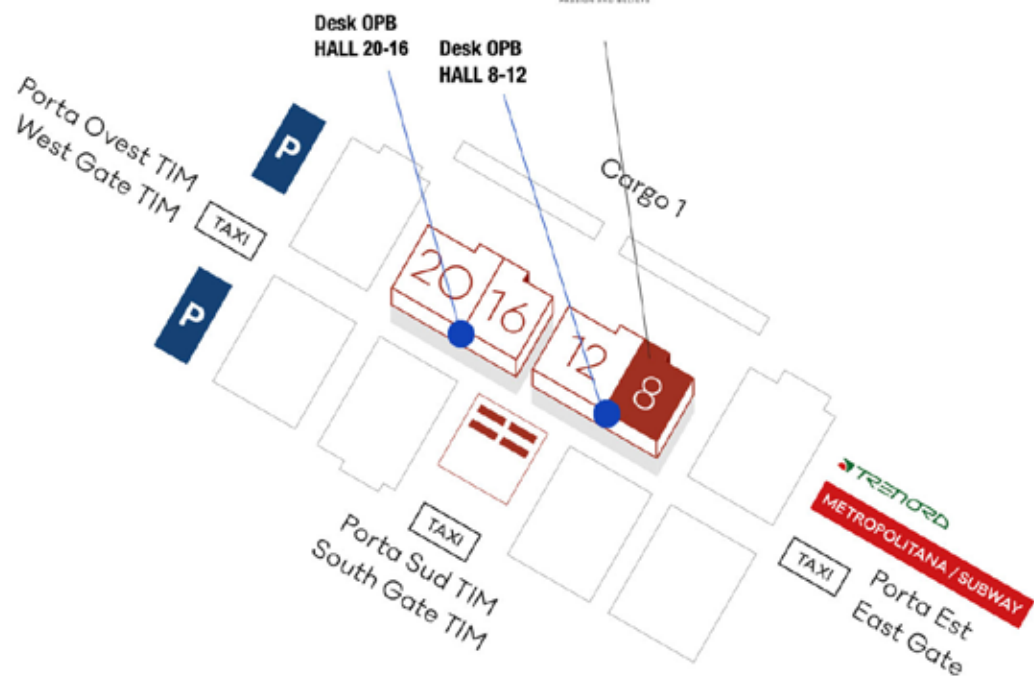 Desk OPB
HALL 20-16
Desk OPB
HALL 8-12
Porta Ovest TIM
West Gate TIM
P
TAXI
P
Cargo 1
20
16
12
8
TAXI
Porta Sud TIM
South Gate TIM
TRENORD
METROPOLITANA / SUBWAY
TAXI
Porta Est
East Gate